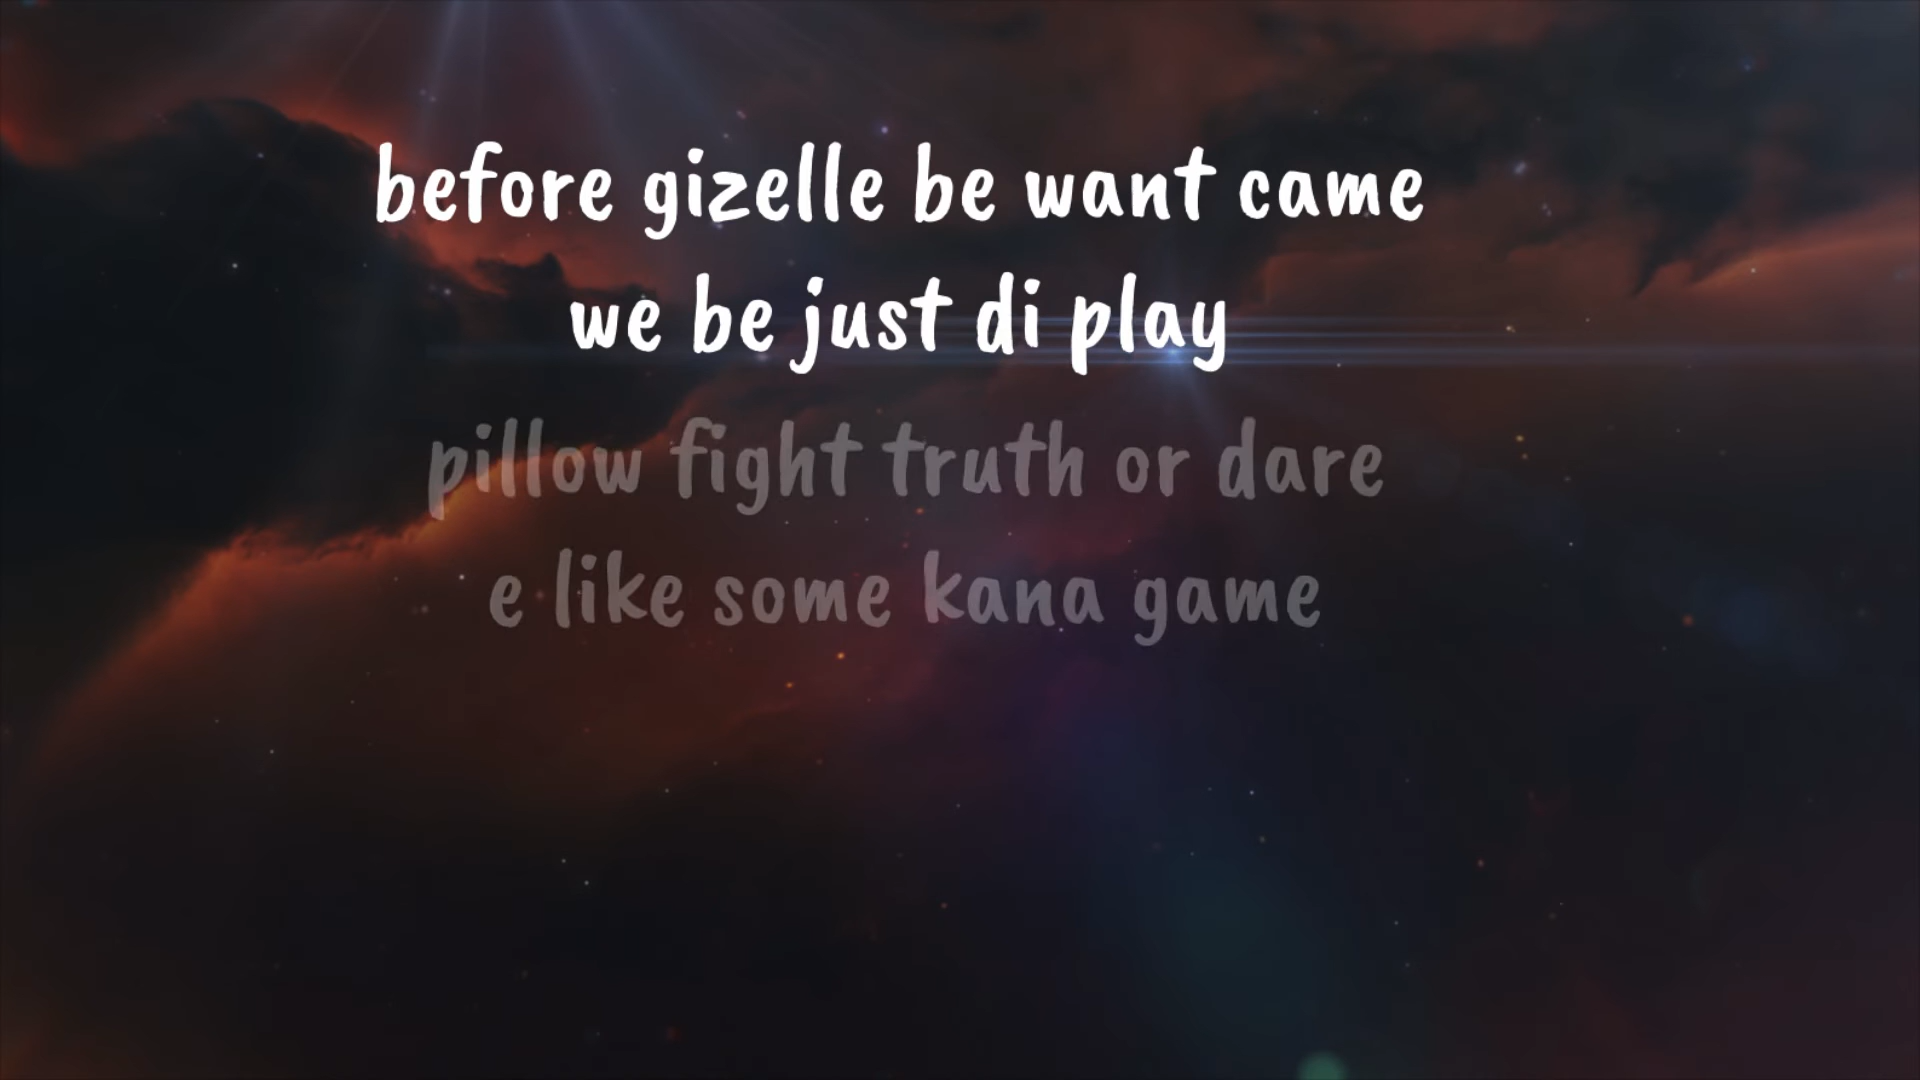 before gizelle be want came
we be just di play
pillow fight truth or dare
e like some kana game